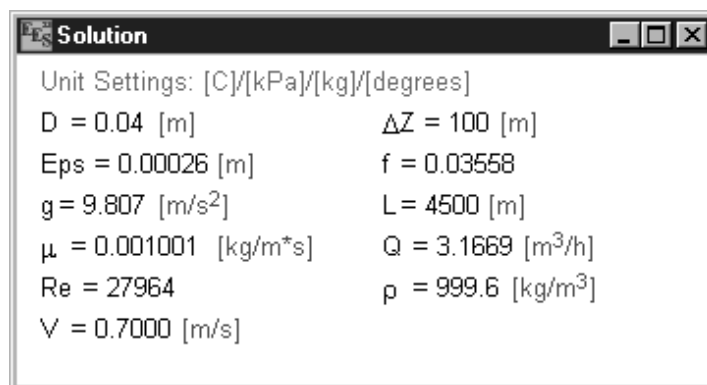 EES Solution
Unit Settings: [C]/[kPa]/[kg]/[degrees]
D = 0.04 [m] ΔZ = 100 [m]
Eps = 0.00026 [m] f = 0.03558
g = 9.807 [m/s²] L = 4500 [m]
μ = 0.001001 [kg/m*s] Q = 3.1669 [m³/h]
Re = 27964 ρ = 999.6 [kg/m³]
V = 0.7000 [m/s]